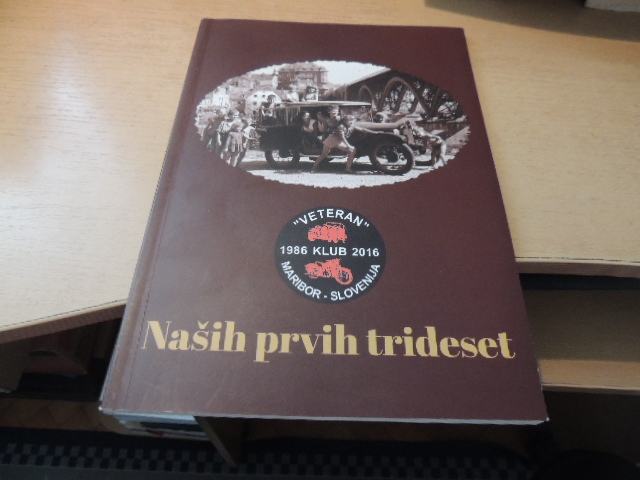 "VETERAN"
1986 KLUB 2016
MARIBOR - SLOVENIJA
Naših prvih trideset